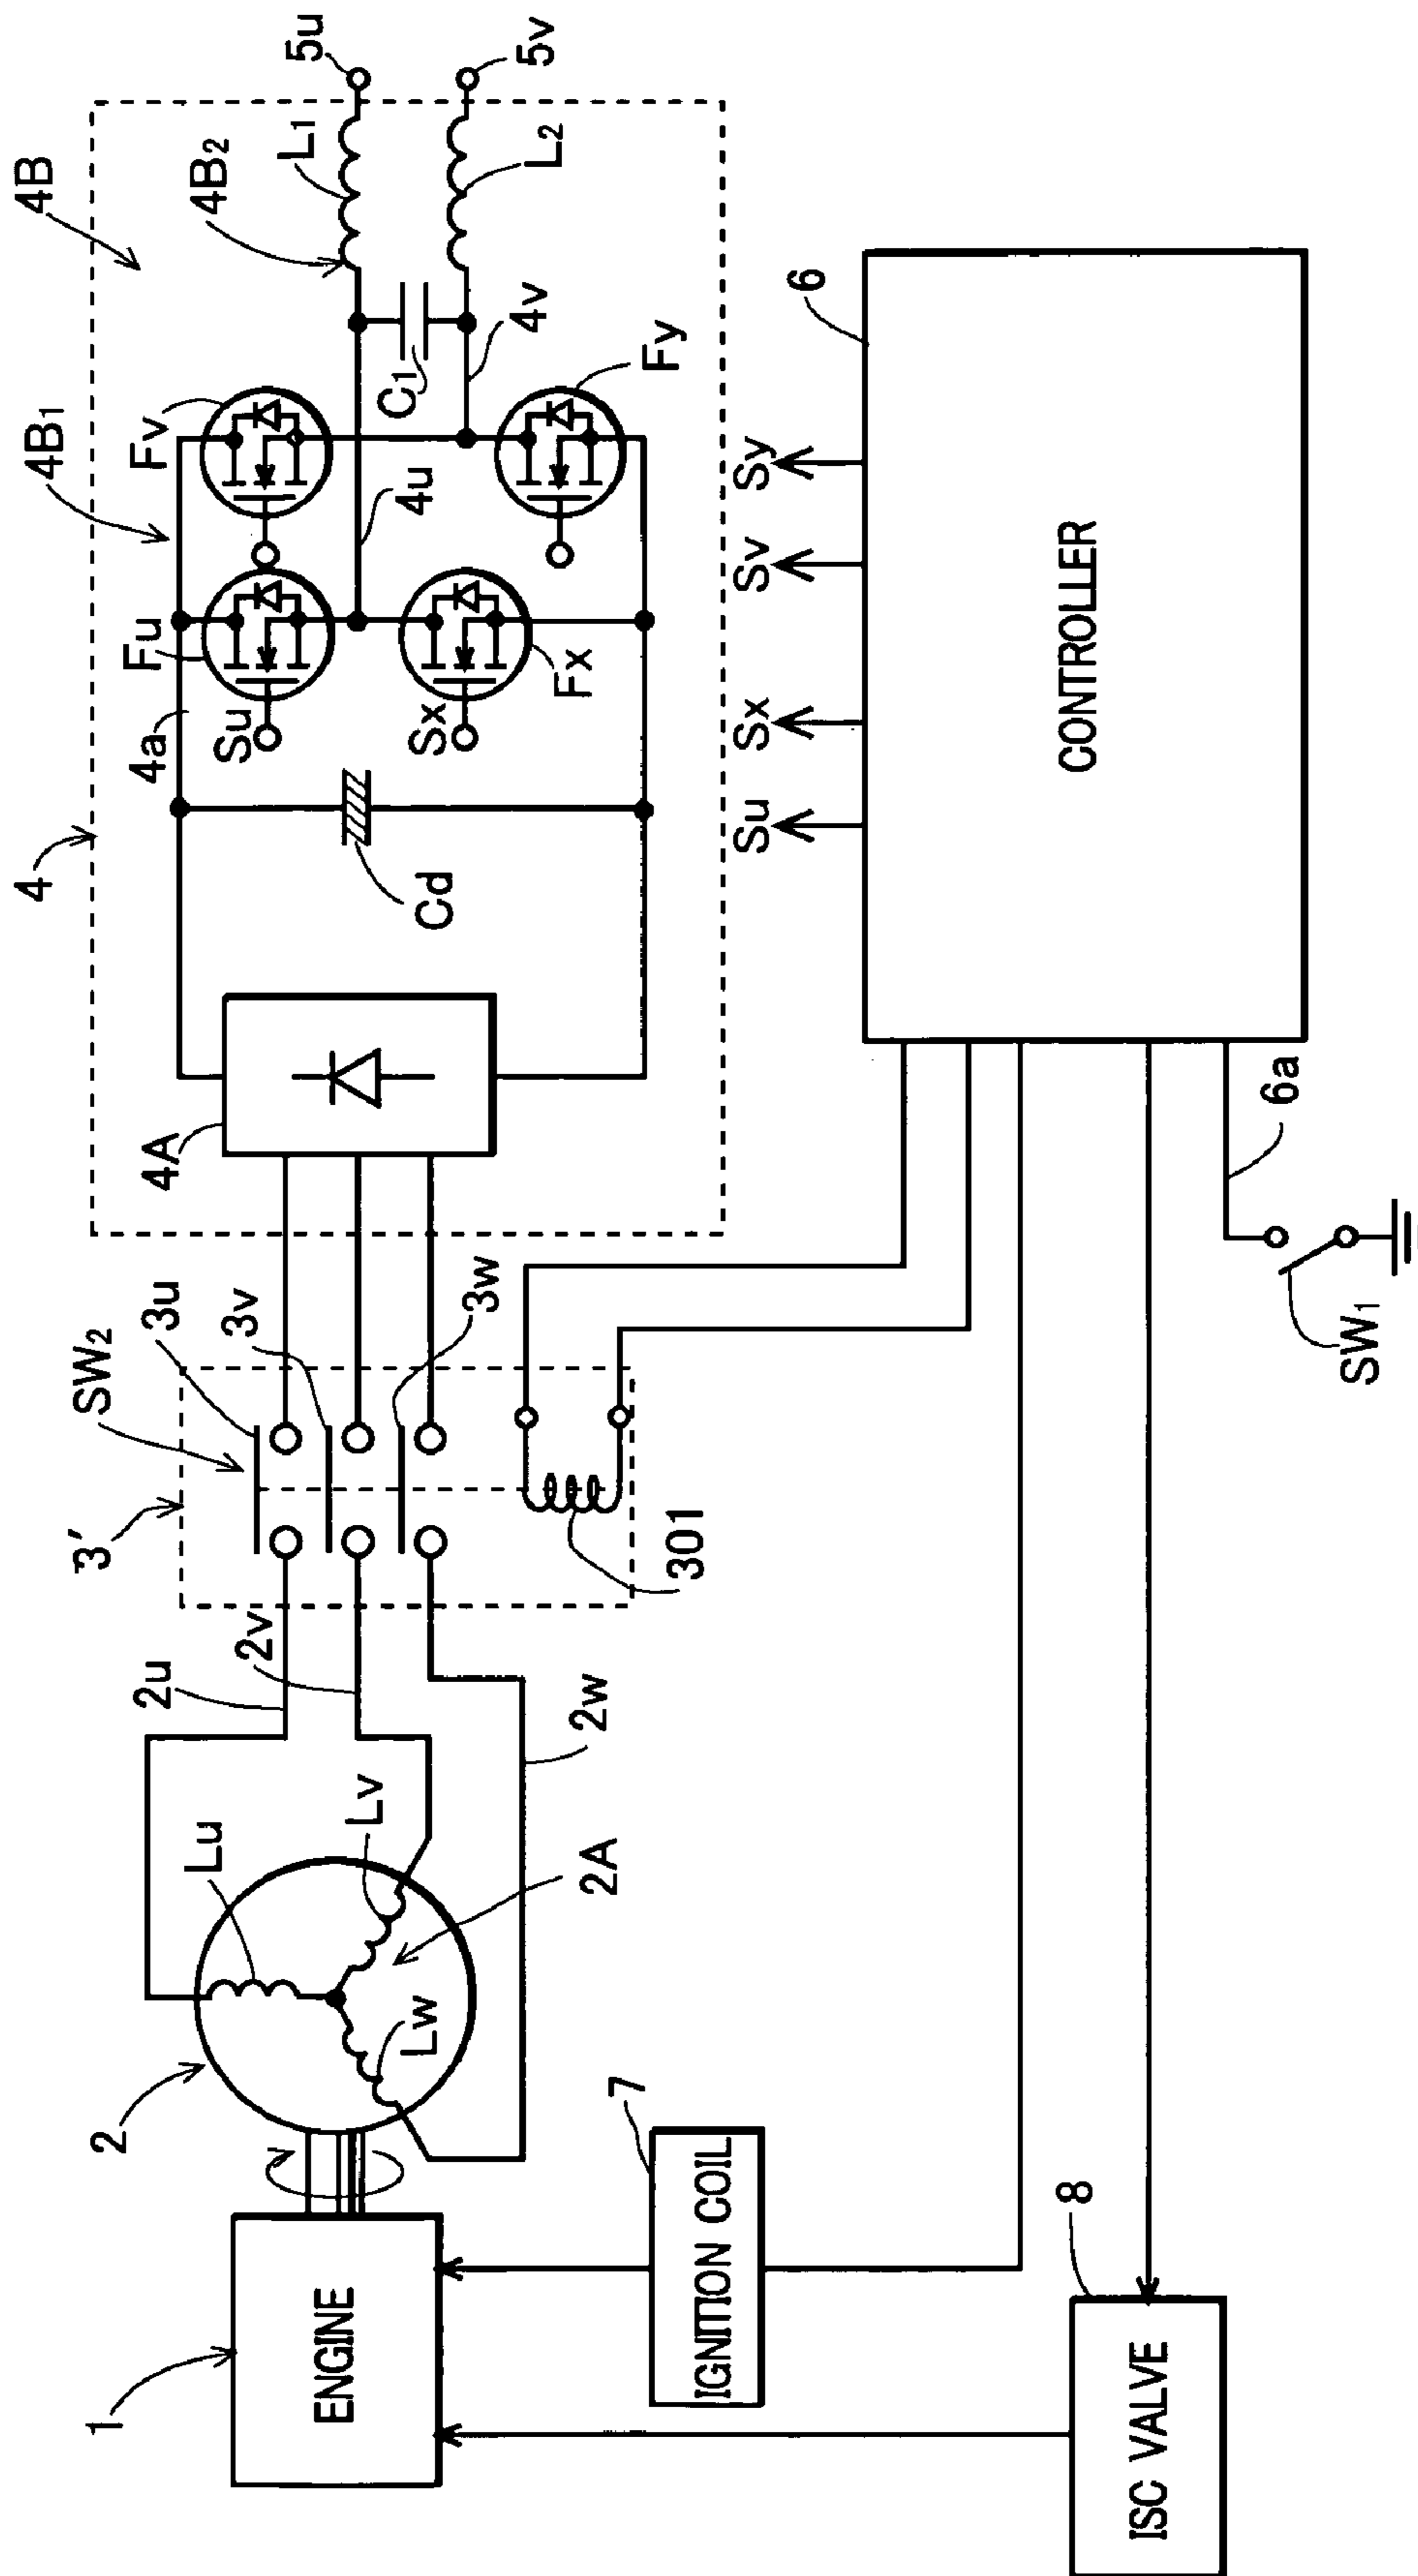 4
4B
4B1
4B2
Fv
L1
5u
Fu
4a
Su
4u
C1
4v
L2
5v
Fy
Sx
Fx
Cd
4A
SW2
3u
3v
3w
3'
301
2u
2v
2w
Lu
Lv
Lw
2A
2
1
ENGINE
7
IGNITION COIL
8
ISC VALVE
Su
Sx
Sv
Sy
6
CONTROLLER
6a
SW1